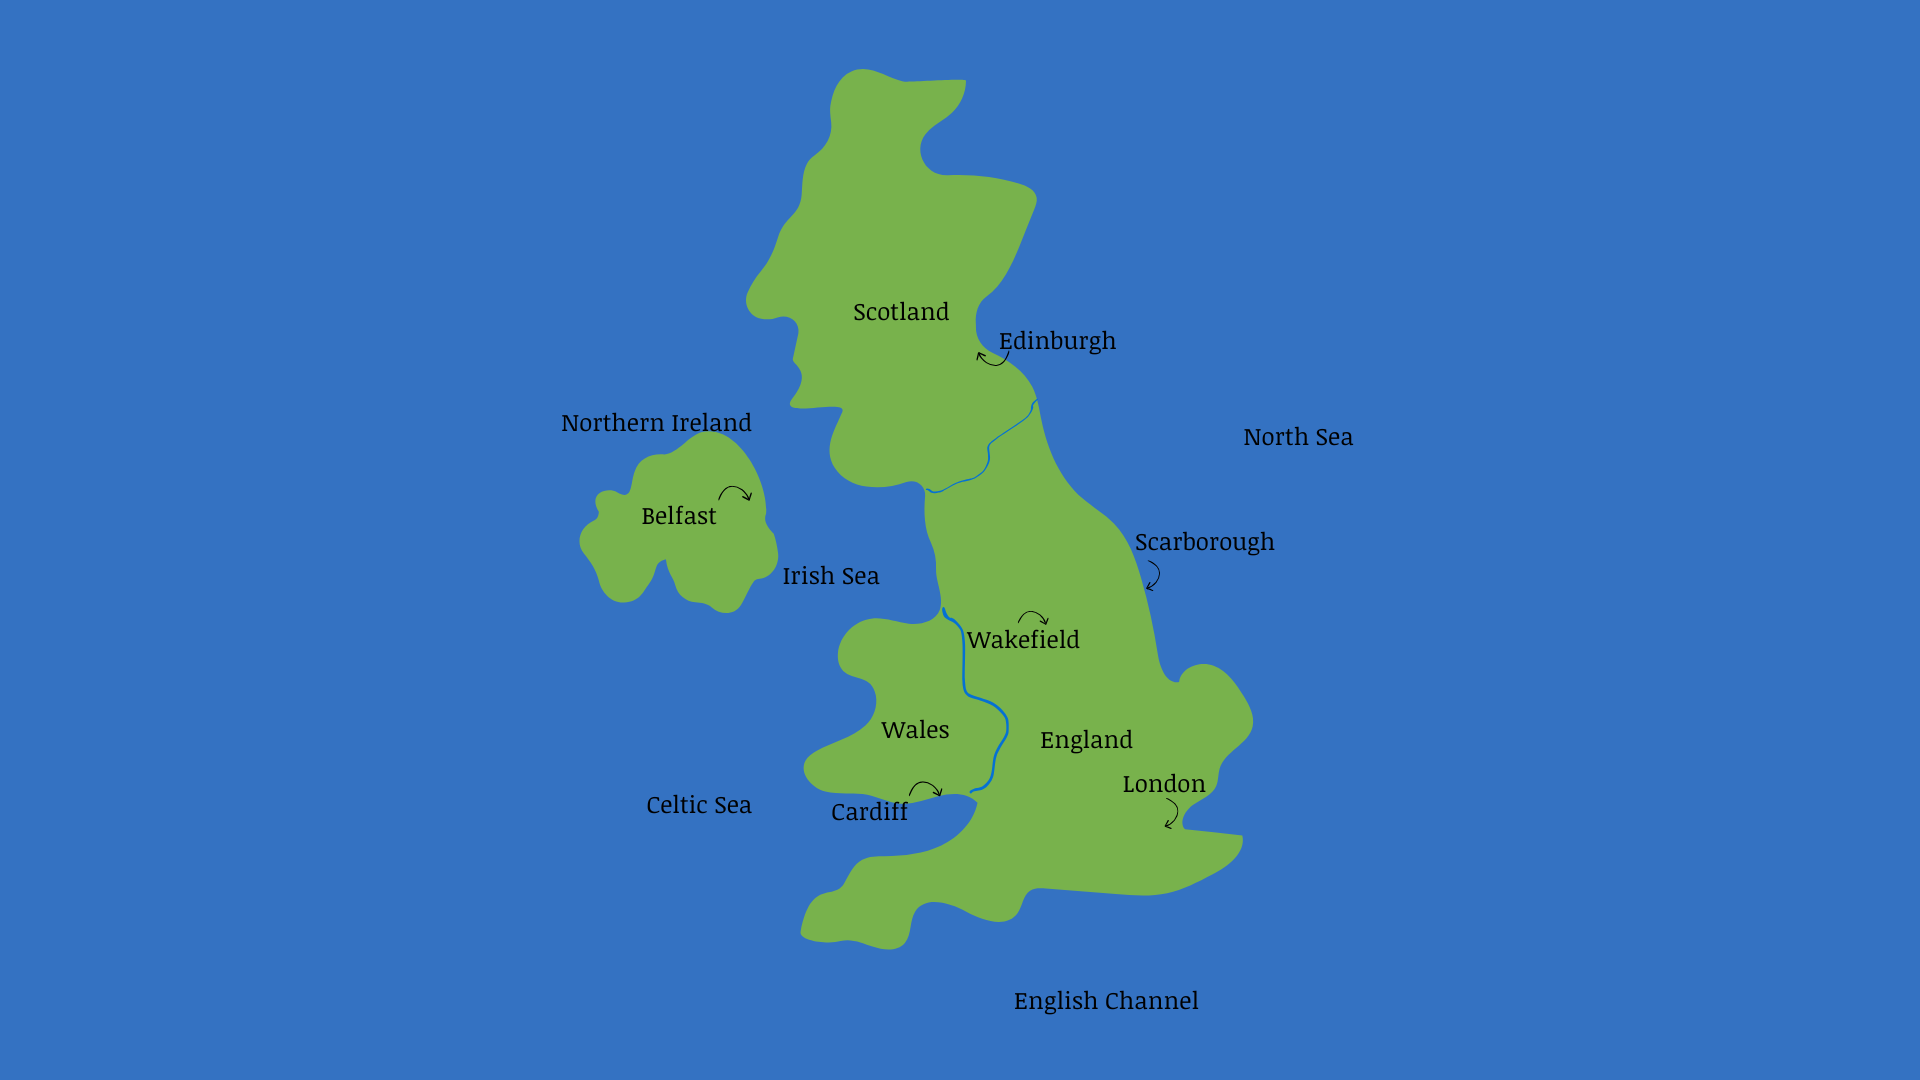 Scotland
Edinburgh
Northern Ireland
North Sea
Belfast
Scarborough
Irish Sea
Wakefield
Wales
England
London
Celtic Sea
Cardiff
English Channel